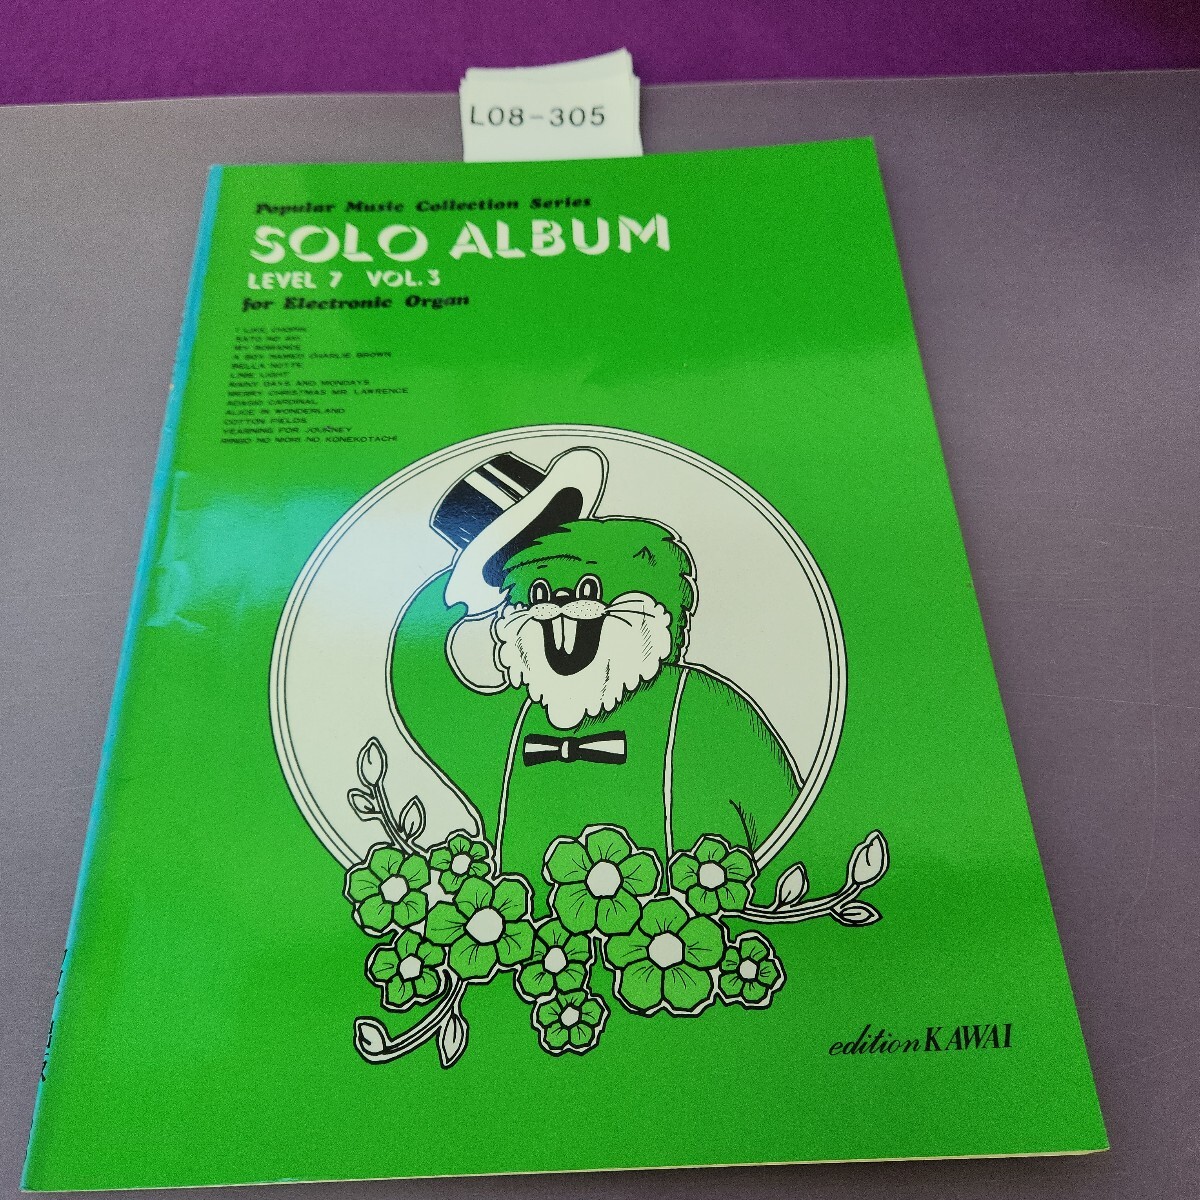 L08-305
Popular Music Collection Series
SOLO ALBUM
LEVEL 7 VOL.3
for Electronic Organ
I LIKE CHOPIN
SATO NO AKI
MY ROMANCE
A BOY NAMED CHARLIE BROWN
BELLA NOTTE
LIME LIGHT
RAINY DAYS AND MONDAYS
MERRY CHRISTMAS MR. LAWRENCE
ADAGIO CARDINAL
ALICE IN WONDERLAND
COTTON FIELDS
YEARNING FOR JOURNEY
RINGO NO MORI NO KONEKOTACHI
edition KAWAI